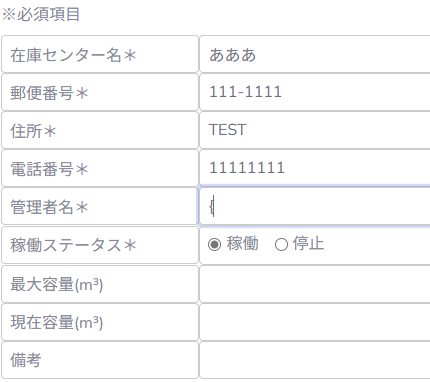 ※必須項目
在庫センター名＊ あああ
郵便番号＊ 111-1111
住所＊ TEST
電話番号＊ 11111111
管理者名＊ {
稼働ステータス＊ 稼働 停止
最大容量(m³)
現在容量(m³)
備考